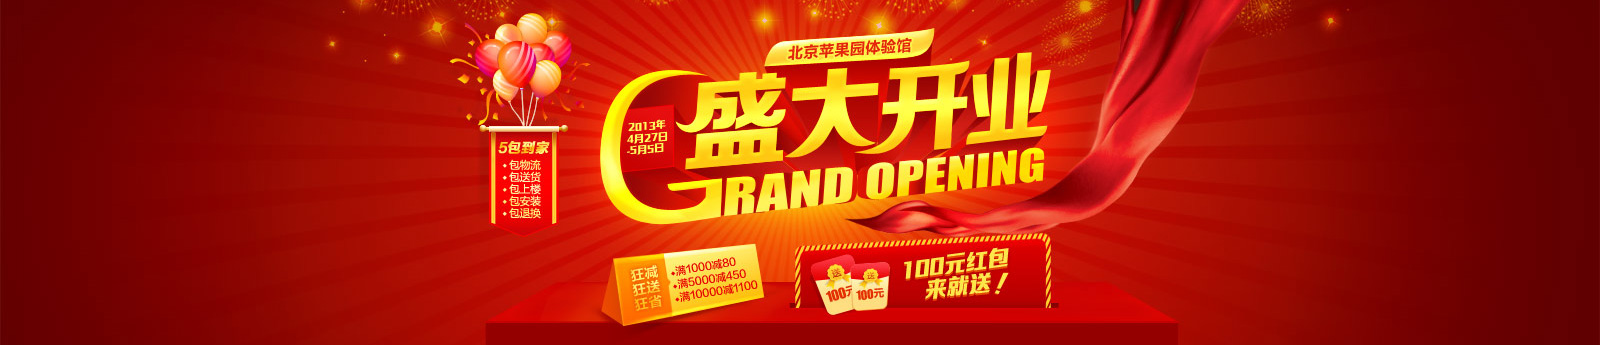 北京苹果园体验馆
盛大开业
2013年
4月27日
-5月5日
GRAND OPENING
5包到家
•包物流
•包送货
•包上楼
•包安装
•包退换
狂减
狂送
狂省
•满1000减80
•满5000减450
•满10000减1100
送
100元
送
100元
100元红包
来就送！